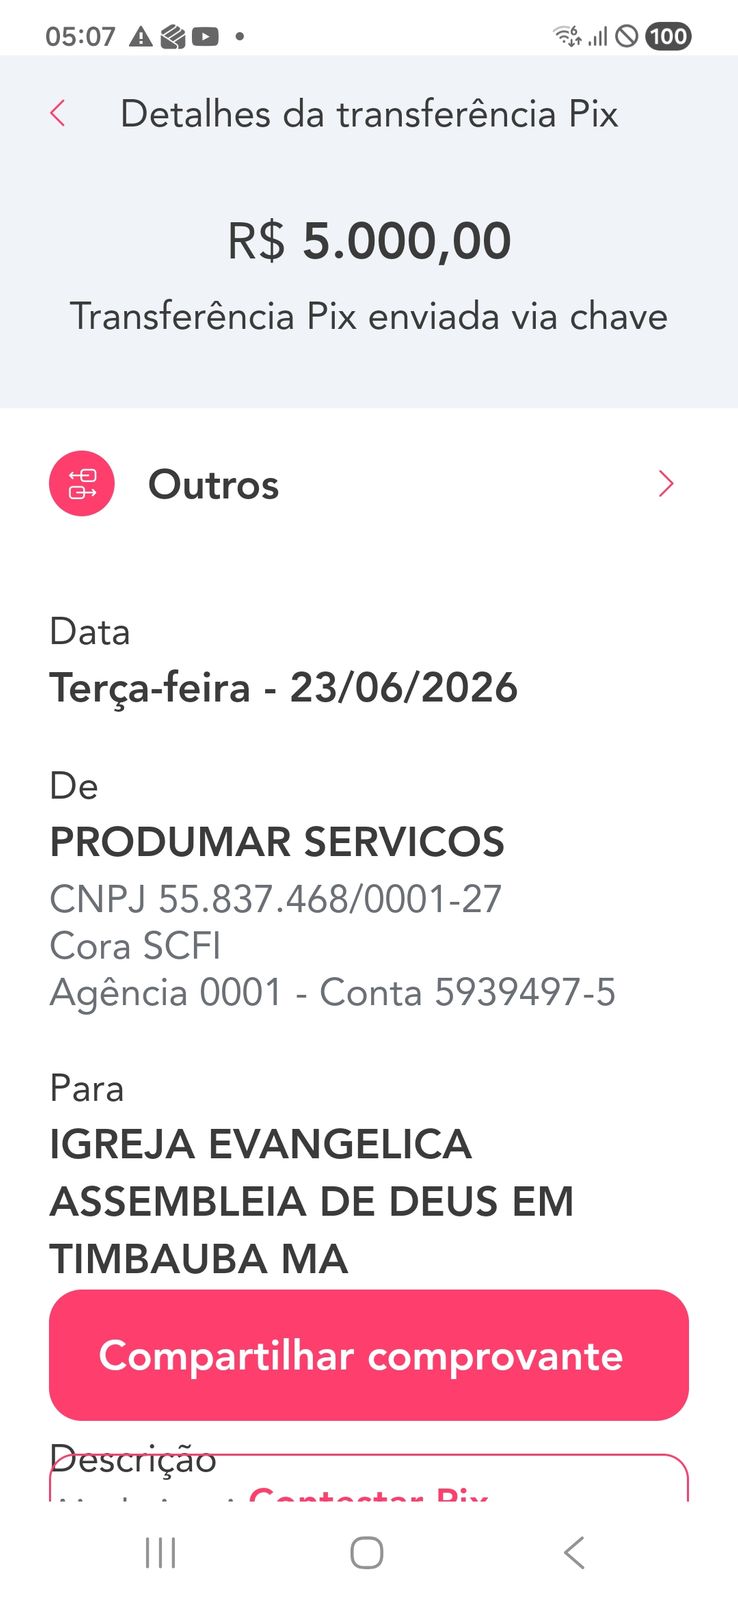 05:07
100
Detalhes da transferência Pix
R$ 5.000,00
Transferência Pix enviada via chave
Outros
Data
Terça-feira - 23/06/2026
De
PRODUMAR SERVICOS
CNPJ 55.837.468/0001-27
Cora SCFI
Agência 0001 - Conta 5939497-5
Para
IGREJA EVANGELICA
ASSEMBLEIA DE DEUS EM
TIMBAUBA MA
Compartilhar comprovante
Descrição
Contestar Pix